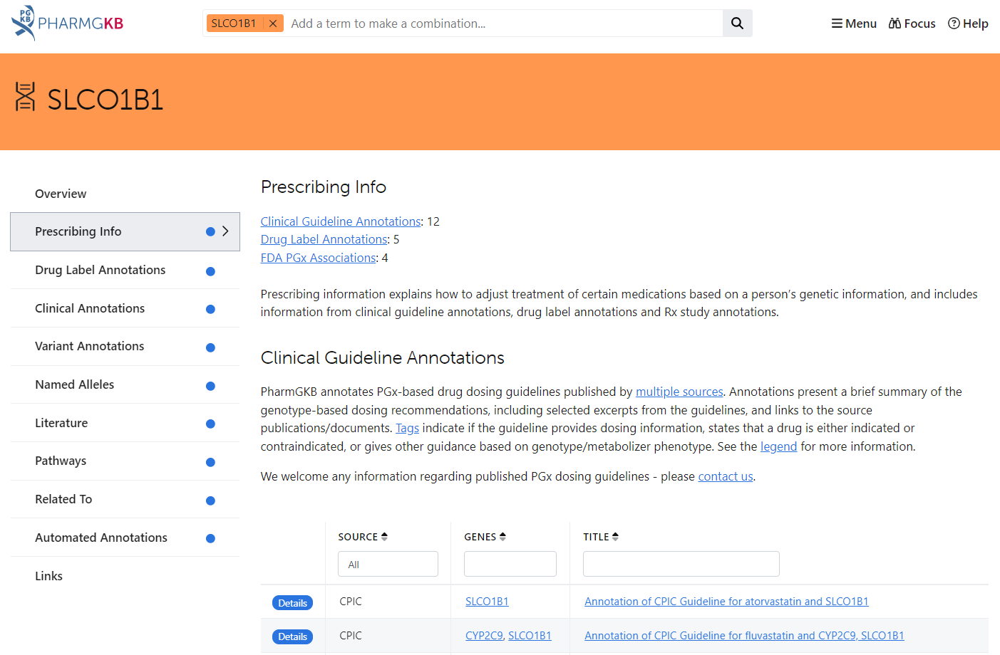 PG
KB
PHARMGKB
SLCO1B1
Add a term to make a combination...
Menu
Focus
Help
SLCO1B1
Overview
Prescribing Info
Drug Label Annotations
Clinical Annotations
Variant Annotations
Named Alleles
Literature
Pathways
Related To
Automated Annotations
Links
Prescribing Info
Clinical Guideline Annotations: 12
Drug Label Annotations: 5
FDA PGx Associations: 4
Prescribing information explains how to adjust treatment of certain medications based on a person’s genetic information, and includes
information from clinical guideline annotations, drug label annotations and Rx study annotations.
Clinical Guideline Annotations
PharmGKB annotates PGx-based drug dosing guidelines published by multiple sources. Annotations present a brief summary of the
genotype-based dosing recommendations, including selected excerpts from the guidelines, and links to the source
publications/documents. Tags indicate if the guideline provides dosing information, states that a drug is either indicated or
contraindicated, or gives other guidance based on genotype/metabolizer phenotype. See the legend for more information.
We welcome any information regarding published PGx dosing guidelines - please contact us.
SOURCE GENES TITLE
All
Details CPIC SLCO1B1 Annotation of CPIC Guideline for atorvastatin and SLCO1B1
Details CPIC CYP2C9, SLCO1B1 Annotation of CPIC Guideline for fluvastatin and CYP2C9, SLCO1B1